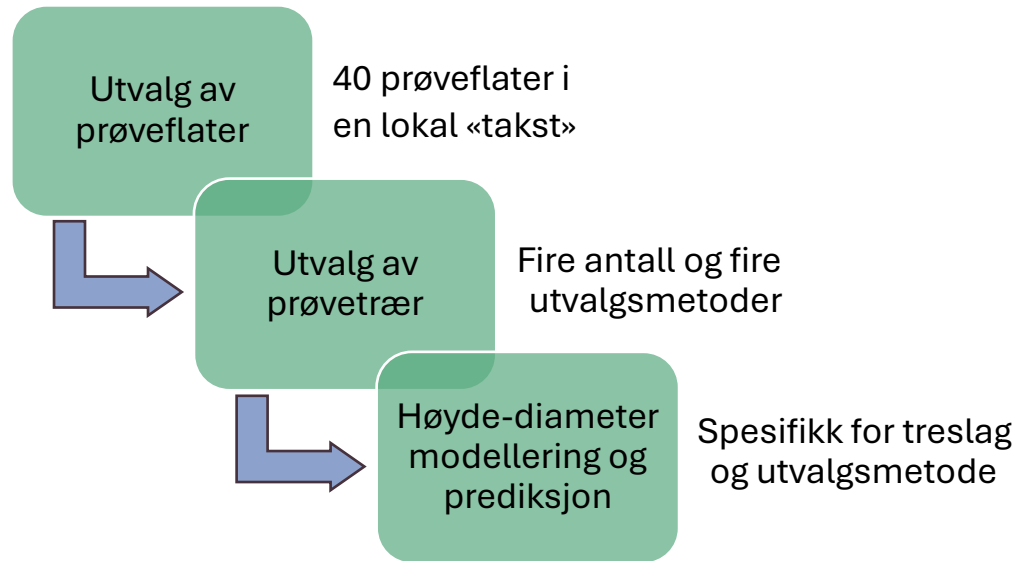 Utvalg av
prøveflater
40 prøveflater i
en lokal «takst»
Utvalg av
prøvetrær
Fire antall og fire
utvalgsmetoder
Høyde-diameter
modellering og
prediksjon
Spesifikk for treslag
og utvalgsmetode